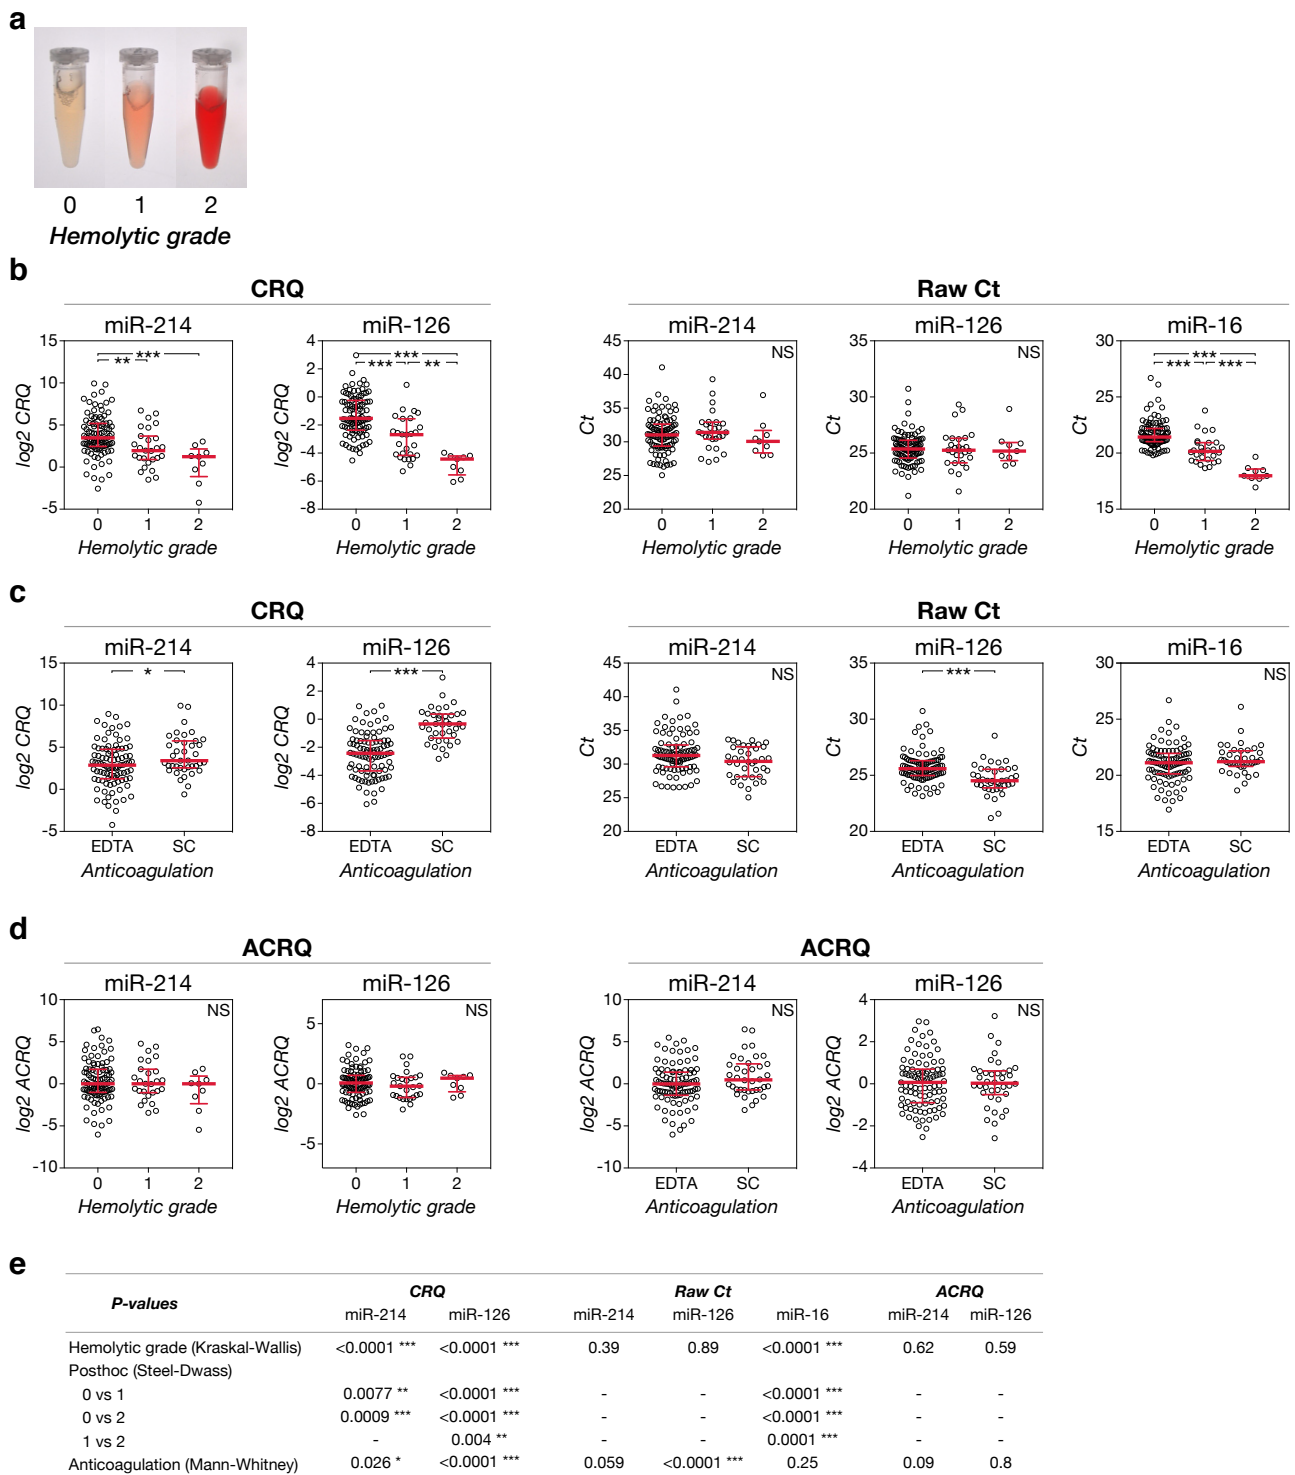 a
0 1 2
Hemolytic grade
b
CRQ
Raw Ct
miR-214
miR-126
miR-214
miR-126
miR-16
log2 CRQ
15
10
5
0
-5
***
**
0 1 2
Hemolytic grade
log2 CRQ
4
2
0
-2
-4
-6
-8
***
*** **
0 1 2
Hemolytic grade
Ct
45
40
35
30
25
20
NS
0 1 2
Hemolytic grade
Ct
35
30
25
20
NS
0 1 2
Hemolytic grade
Ct
30
25
20
15
***
*** ***
0 1 2
Hemolytic grade
c
CRQ
Raw Ct
miR-214
miR-126
miR-214
miR-126
miR-16
log2 CRQ
15
10
5
0
-5
*
EDTA SC
Anticoagulation
log2 CRQ
4
2
0
-2
-4
-6
-8
***
EDTA SC
Anticoagulation
Ct
45
40
35
30
25
20
NS
EDTA SC
Anticoagulation
Ct
35
30
25
20
***
EDTA SC
Anticoagulation
Ct
30
25
20
15
NS
EDTA SC
Anticoagulation
d
ACRQ
ACRQ
miR-214
miR-126
miR-214
miR-126
log2 ACRQ
10
5
0
-5
-10
NS
0 1 2
Hemolytic grade
log2 ACRQ
5
0
-5
NS
0 1 2
Hemolytic grade
log2 ACRQ
10
5
0
-5
-10
NS
EDTA SC
Anticoagulation
log2 ACRQ
4
2
0
-2
-4
NS
EDTA SC
Anticoagulation
e
P-values CRQ Raw Ct ACRQ
miR-214 miR-126 miR-214 miR-126 miR-16 miR-214 miR-126
Hemolytic grade (Kraskal-Wallis) <0.0001 *** <0.0001 *** 0.39 0.89 <0.0001 *** 0.62 0.59
Posthoc (Steel-Dwass)
0 vs 1 0.0077 ** <0.0001 *** - - <0.0001 *** - -
0 vs 2 0.0009 *** <0.0001 *** - - <0.0001 *** - -
1 vs 2 - 0.004 ** 0.0001 *** - -
Anticoagulation (Mann-Whitney) 0.026 * <0.0001 *** 0.059 <0.0001 *** 0.25 0.09 0.8